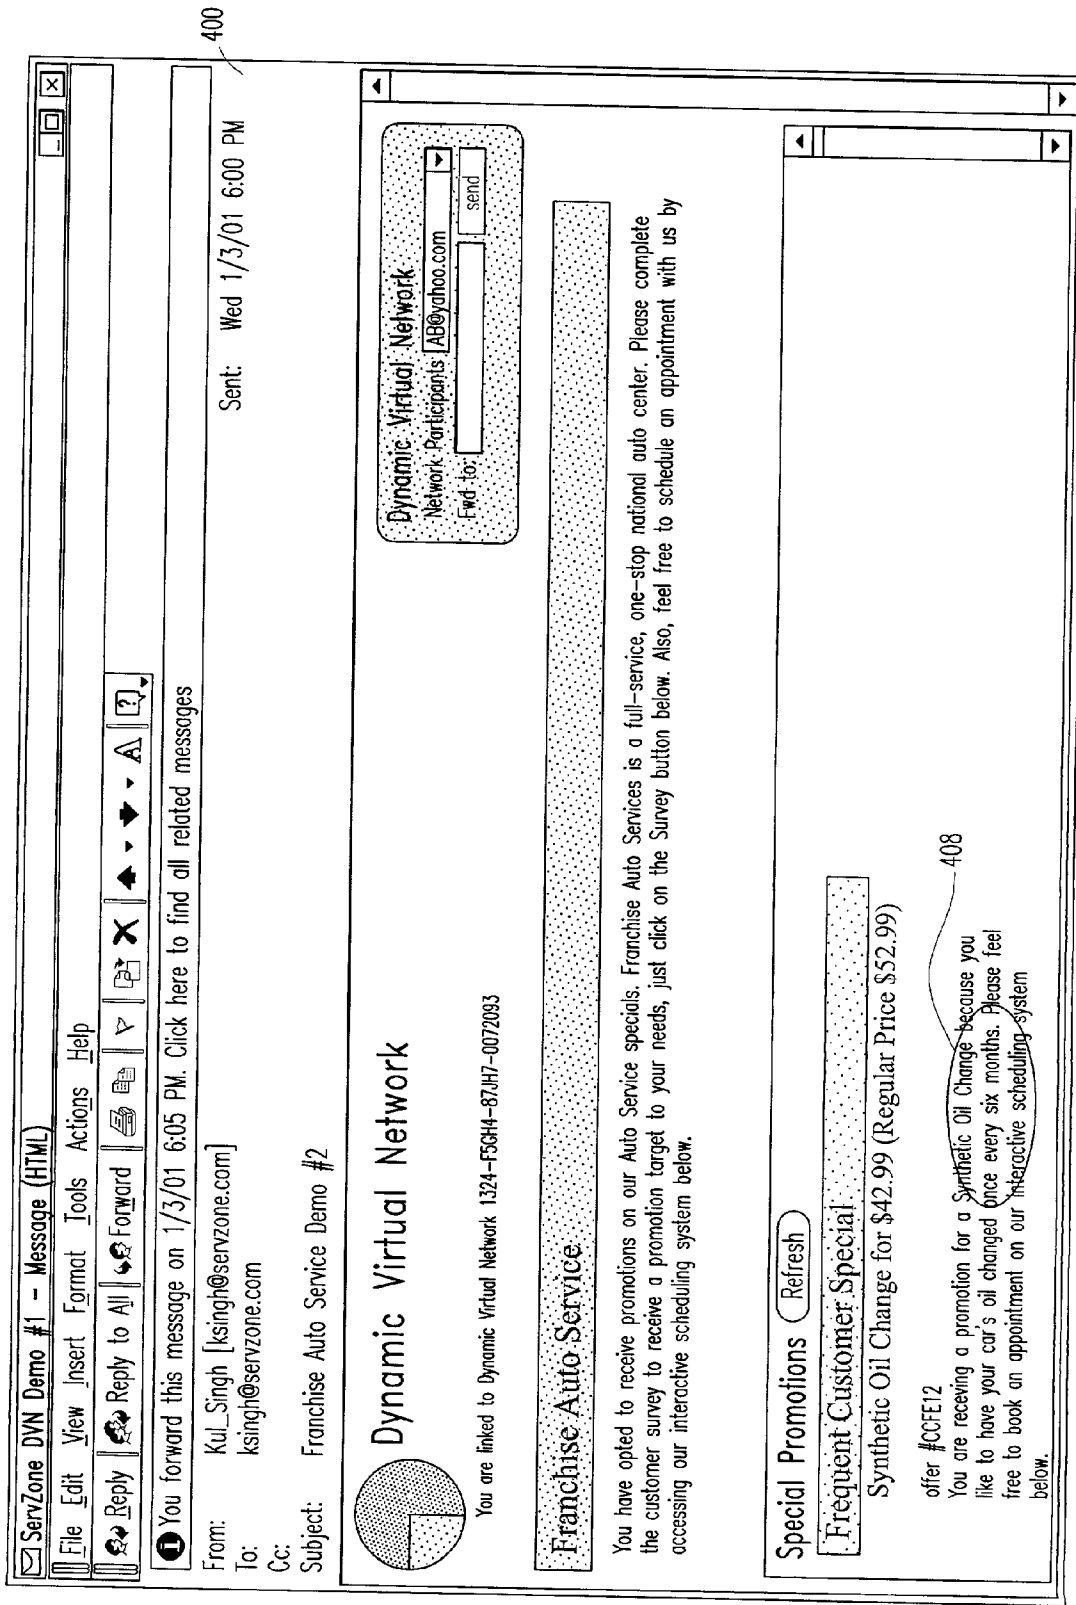 400
ServZone DVN Demo #1 – Message (HTML)
File Edit View Insert Format Tools Actions Help
Reply Reply to All Forward X A ?
i You forward this message on 1/3/01 6:05 PM. Click here to find all related messages
From: Kul_Singh [ksingh@servzone.com] Sent: Wed 1/3/01 6:00 PM
To: ksingh@servzone.com
Cc:
Subject: Franchise Auto Service Demo #2
Dynamic Virtual Network
You are linked to Dynamic Virtual Network 1324-F5GH4-87JH7-0072093
Dynamic Virtual Network
Network Participants AB@yahoo.com
Fwd to: send
Franchise Auto Service
You have opted to receive promotions on our Auto Service specials. Franchise Auto Services is a full-service, one-stop national auto center. Please complete
the customer survey to receive a promotion target to your needs, just click on the Survey button below. Also, feel free to schedule an appointment with us by
accessing our interactive scheduling system below.
Special Promotions Refresh
Frequent Customer Special
Synthetic Oil Change for $42.99 (Regular Price $52.99)
offer #CCFE12
408
You are receving a promotion for a Synthetic Oil Change because you
like to have your car's oil changed once every six months. Please feel
free to book an appointment on our interactive scheduling system
below.